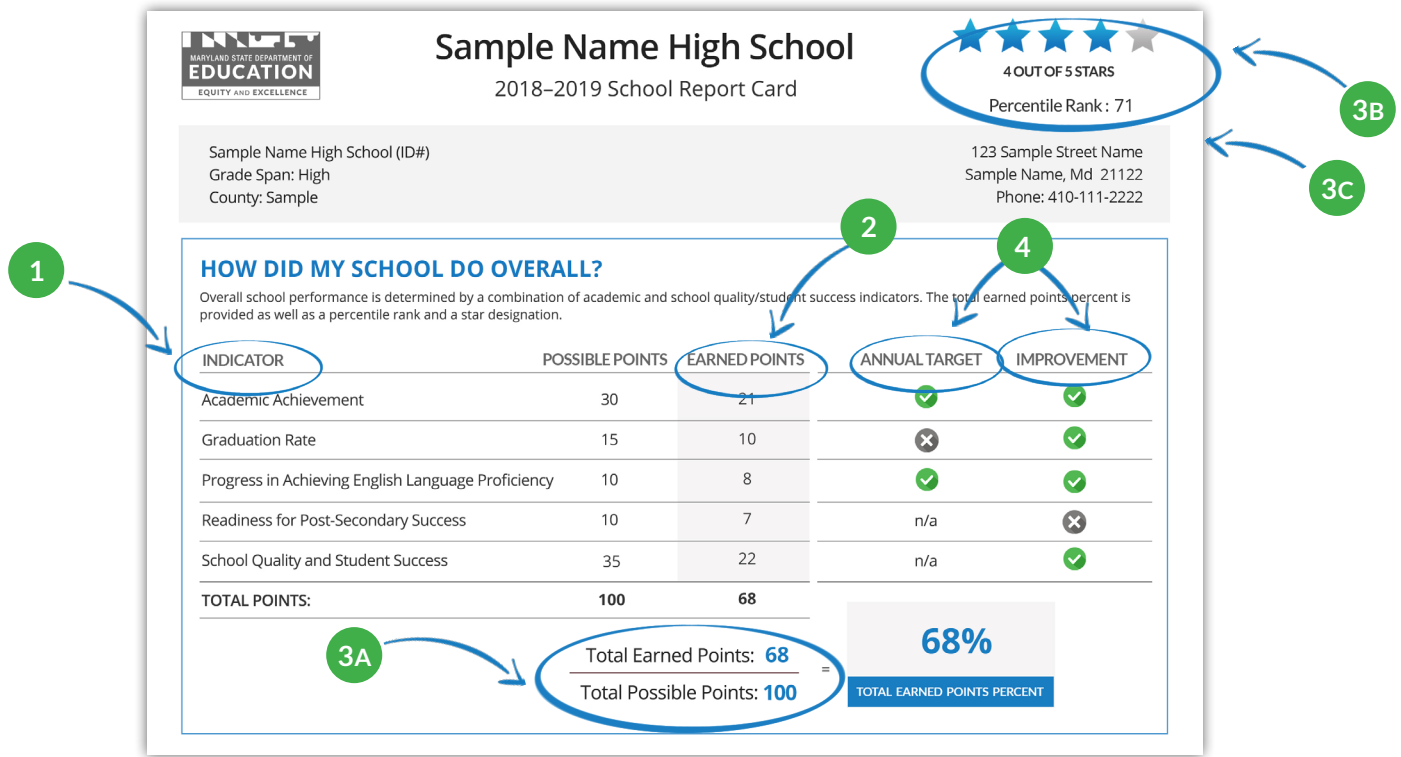 MARYLAND STATE DEPARTMENT OF
EDUCATION
EQUITY AND EXCELLENCE
Sample Name High School
2018–2019 School Report Card
4 OUT OF 5 STARS
Percentile Rank : 71
3B
3C
Sample Name High School (ID#)
Grade Span: High
County: Sample
123 Sample Street Name
Sample Name, Md 21122
Phone: 410-111-2222
1
2
4
HOW DID MY SCHOOL DO OVERALL?
Overall school performance is determined by a combination of academic and school quality/student success indicators. The total earned points percent is
provided as well as a percentile rank and a star designation.
INDICATOR POSSIBLE POINTS EARNED POINTS ANNUAL TARGET IMPROVEMENT
Academic Achievement 30 21
Graduation Rate 15 10
Progress in Achieving English Language Proficiency 10 8
Readiness for Post-Secondary Success 10 7 n/a
School Quality and Student Success 35 22 n/a
TOTAL POINTS: 100 68
3A
Total Earned Points: 68
Total Possible Points: 100
=
68%
TOTAL EARNED POINTS PERCENT